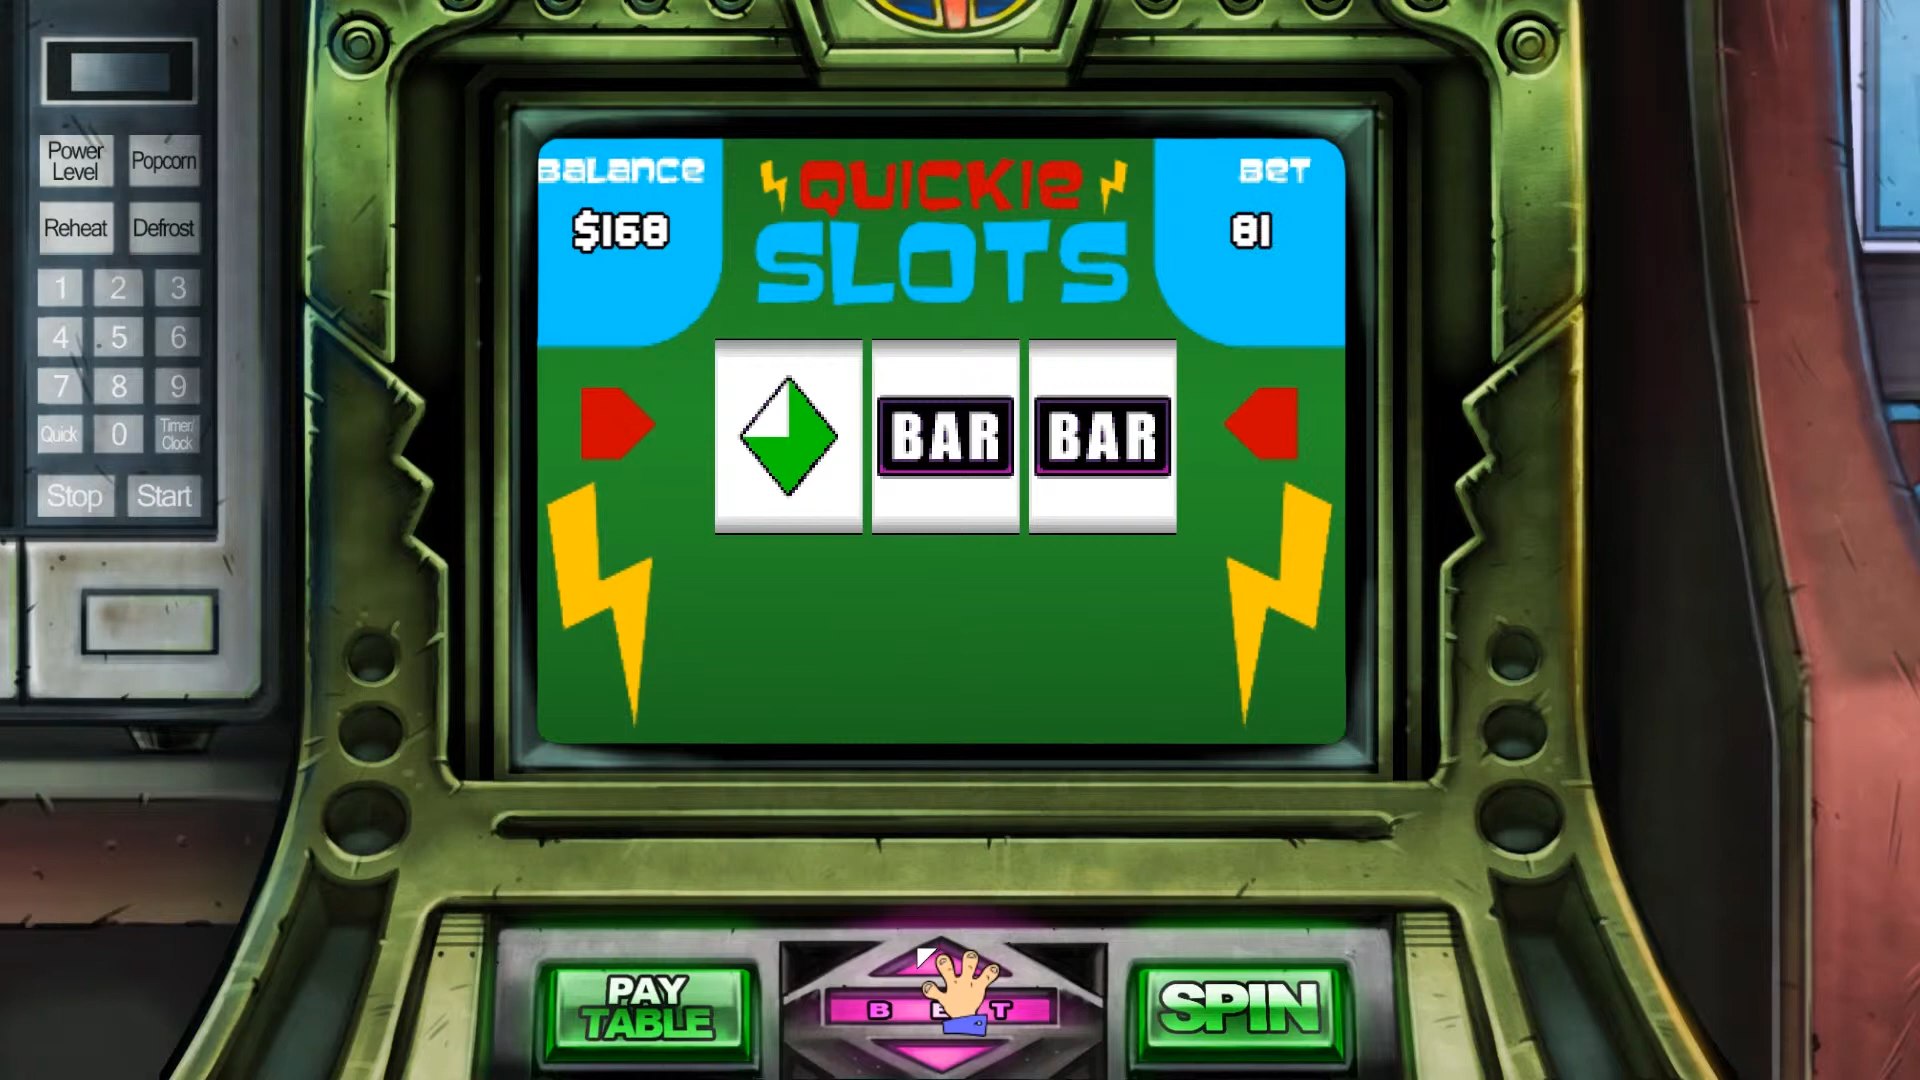 Power
Level
Popcorn
Reheat
Defrost
1 2 3
4 5 6
7 8 9
Quick 0 Timer/
Clock
Stop Start
BALANCE
$168
QUICKIE
SLOTS
BET
81
BAR BAR
PAY
TABLE
B E T
SPIN